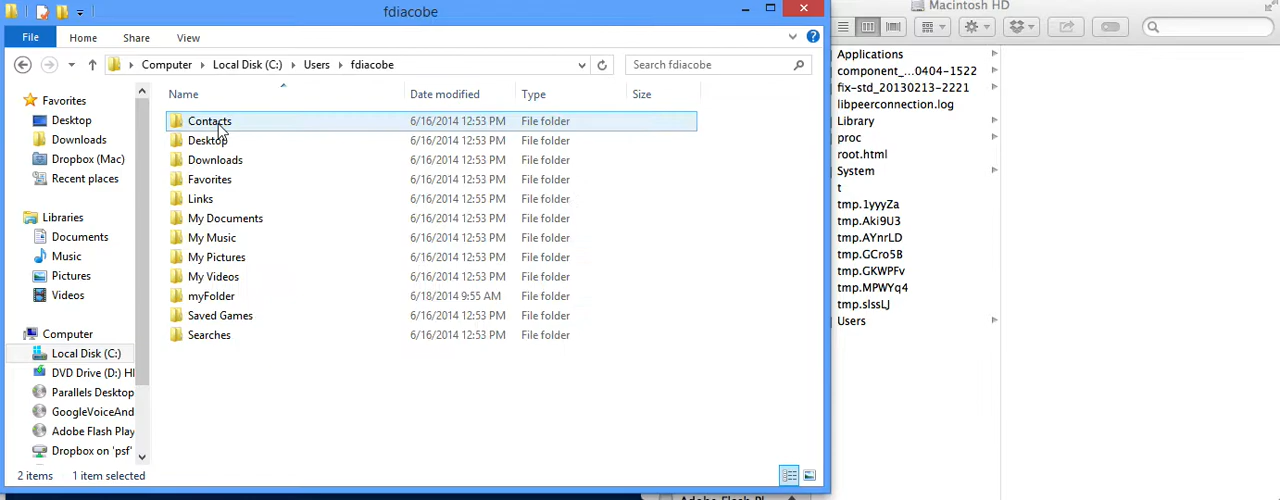 fdiacobe
File Home Share View
Computer Local Disk (C:) Users fdiacobe
Search fdiacobe
Name Date modified Type Size
Favorites
Desktop
Downloads
Dropbox (Mac)
Recent places
Libraries
Documents
Music
Pictures
Videos
Computer
Local Disk (C:)
DVD Drive (D:) HI
Parallels Desktop
GoogleVoiceAnd
Adobe Flash Play
Dropbox on 'psf'
Contacts 6/16/2014 12:53 PM File folder
Desktop 6/16/2014 12:53 PM File folder
Downloads 6/16/2014 12:53 PM File folder
Favorites 6/16/2014 12:53 PM File folder
Links 6/16/2014 12:55 PM File folder
My Documents 6/16/2014 12:53 PM File folder
My Music 6/16/2014 12:53 PM File folder
My Pictures 6/16/2014 12:53 PM File folder
My Videos 6/16/2014 12:53 PM File folder
myFolder 6/18/2014 9:55 AM File folder
Saved Games 6/16/2014 12:53 PM File folder
Searches 6/16/2014 12:53 PM File folder
2 items 1 item selected
Macintosh HD
Applications
component_...0404-1522
fix-std_20130213-2221
libpeerconnection.log
Library
proc
root.html
System
t
tmp.1yyyZa
tmp.Aki9U3
tmp.AYnrLD
tmp.GCro5B
tmp.GKWPFv
tmp.MPWYq4
tmp.slssLJ
Users
Adobe Flash Pl